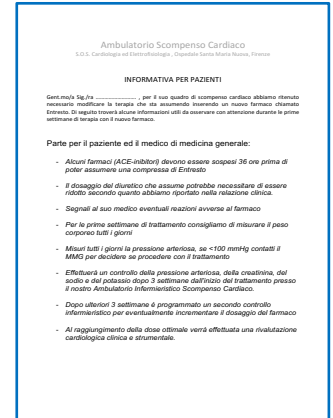 Ambulatorio Scompenso Cardiaco
S.O.S. Cardiologia ed Elettrofisiologia , Ospedale Santa Maria Nuova, Firenze
INFORMATIVA PER PAZIENTI
Gent.mo/a Sig./ra ........................ , per il suo quadro di scompenso cardiaco abbiamo ritenuto
necessario modificare la terapia che sta assumendo inserendo un nuovo farmaco chiamato
Entresto. Di seguito troverà alcune informazioni utili da osservare con attenzione durante le prime
settimane di terapia con il nuovo farmaco.
Parte per il paziente ed il medico di medicina generale:
- Alcuni farmaci (ACE-inibitori) devono essere sospesi 36 ore prima di
poter assumere una compressa di Entresto
- Il dosaggio del diuretico che assume potrebbe necessitare di essere
ridotto secondo quanto abbiamo riportato nella relazione clinica.
- Segnali al suo medico eventuali reazioni avverse al farmaco
- Per le prime settimane di trattamento consigliamo di misurare il peso
corporeo tutti i giorni
- Misuri tutti i giorni la pressione arteriosa, se <100 mmHg contatti il
MMG per decidere se procedere con il trattamento
- Effettuerà un controllo della pressione arteriosa, della creatinina, del
sodio e del potassio dopo 3 settimane dall'inizio del trattamento presso
il nostro Ambulatorio Infermieristico Scompenso Cardiaco.
- Dopo ulteriori 3 settimane è programmato un secondo controllo
infermieristico per eventualmente incrementare il dosaggio del farmaco
- Al raggiungimento della dose ottimale verrà effettuata una rivalutazione
cardiologica clinica e strumentale.